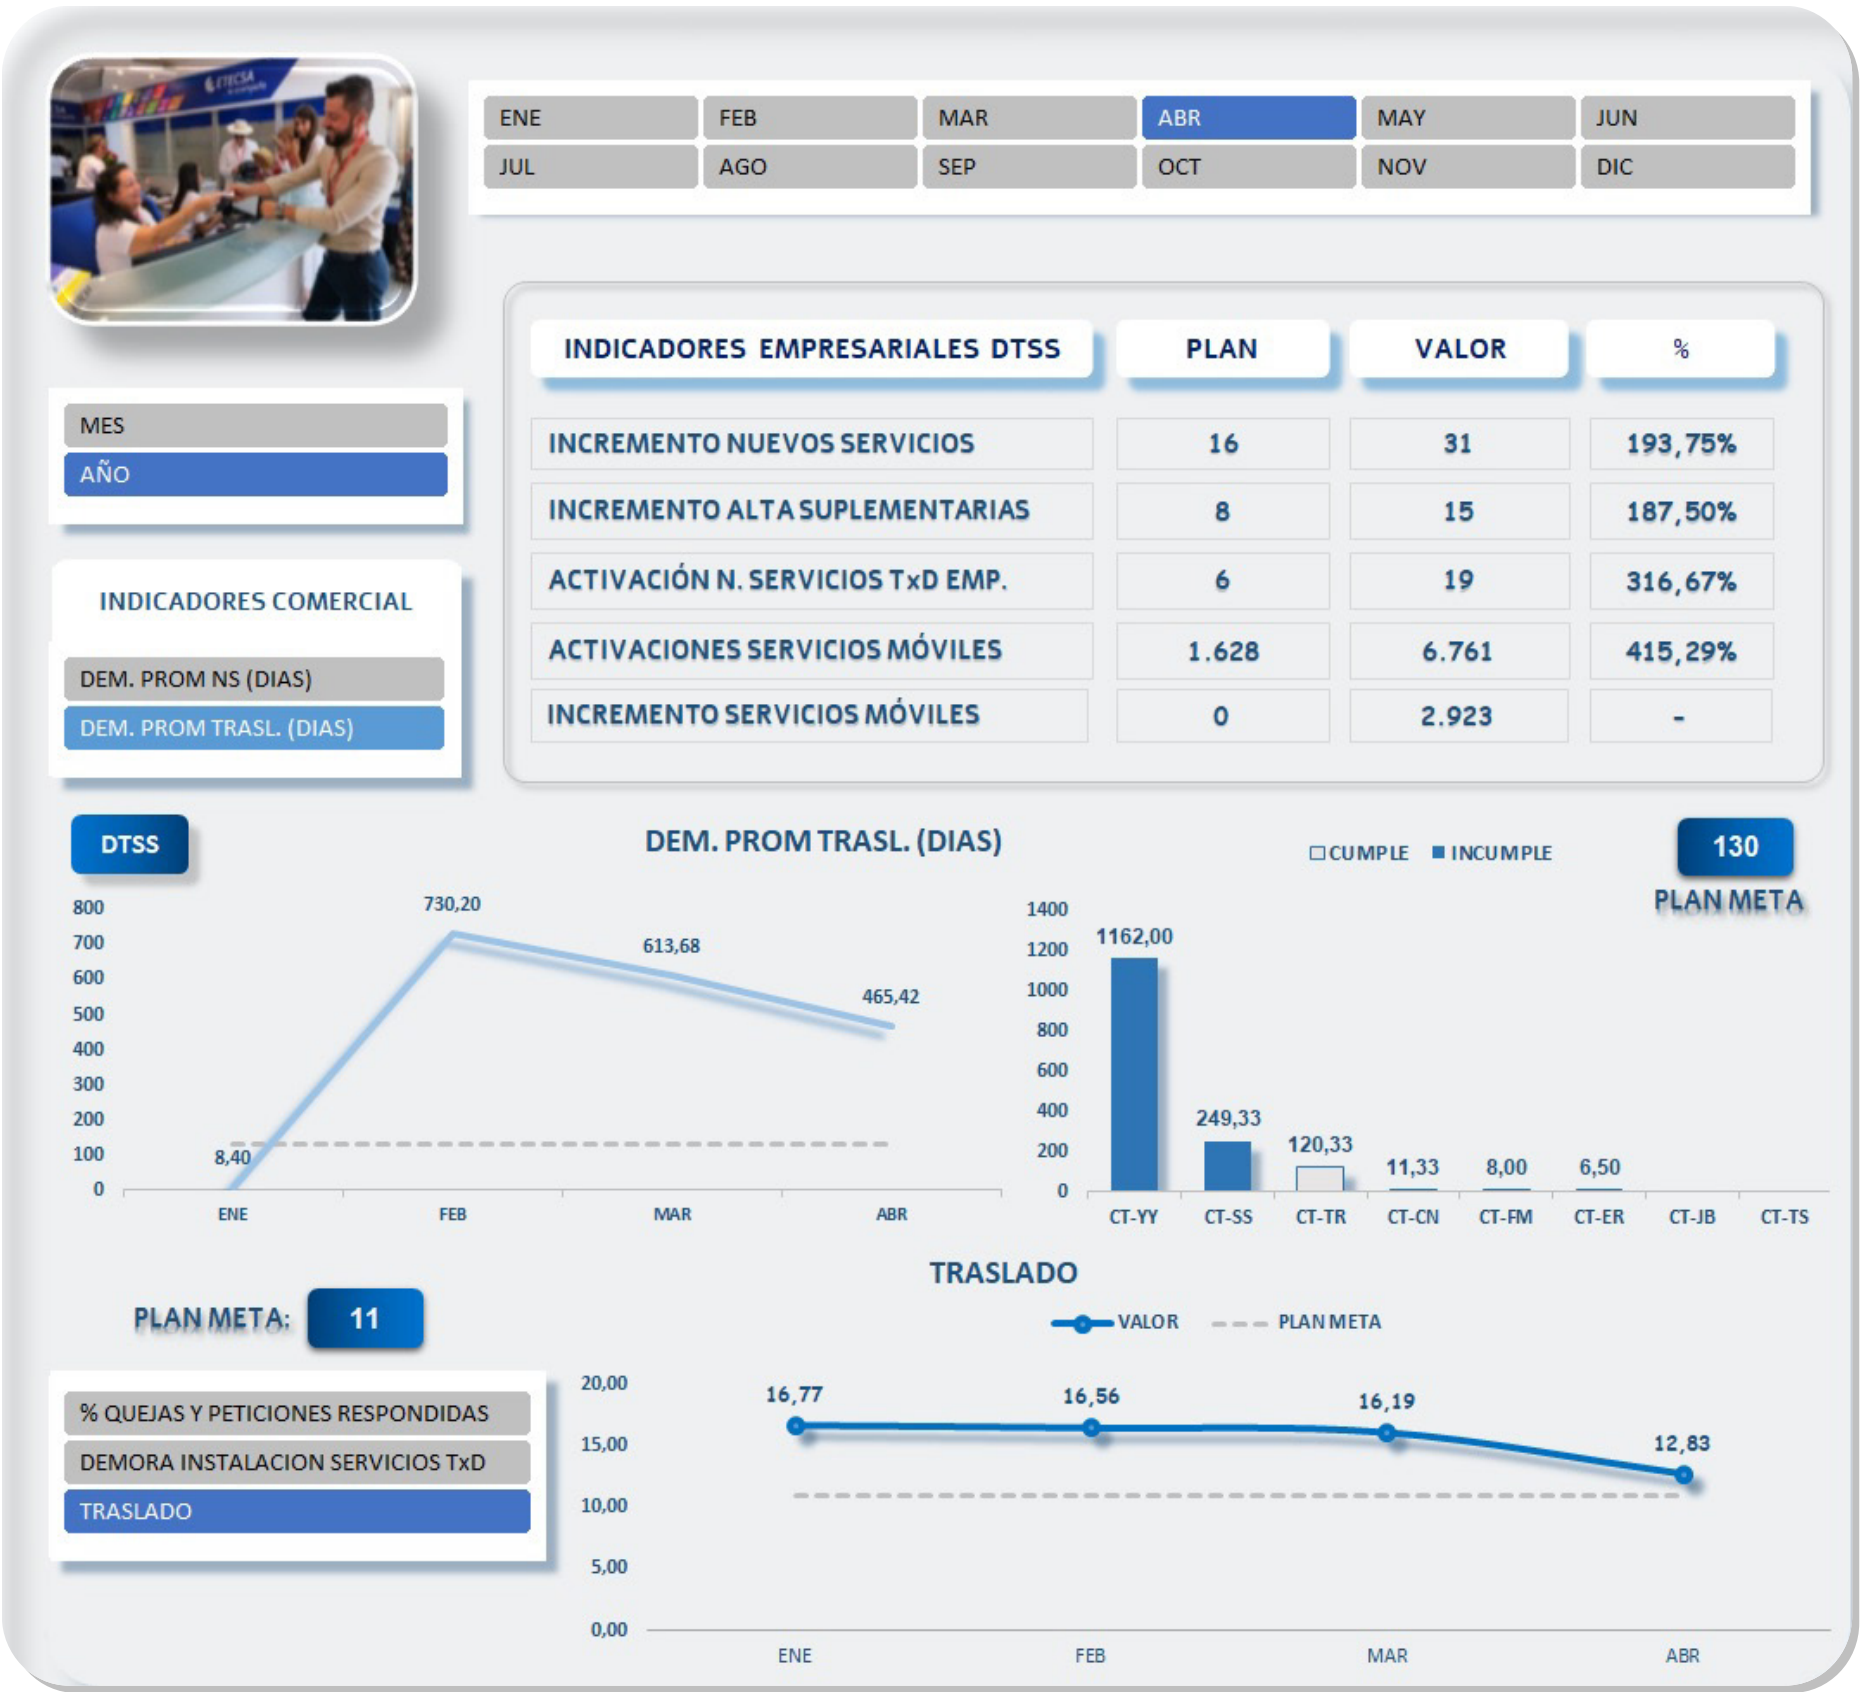 ETECSA
ENE FEB MAR ABR MAY JUN
JUL AGO SEP OCT NOV DIC
MES
AÑO
INDICADORES COMERCIAL
DEM. PROM NS (DIAS)
DEM. PROM TRASL. (DIAS)
INDICADORES EMPRESARIALES DTSS PLAN VALOR %
INCREMENTO NUEVOS SERVICIOS 16 31 193,75%
INCREMENTO ALTA SUPLEMENTARIAS 8 15 187,50%
ACTIVACIÓN N. SERVICIOS TxD EMP. 6 19 316,67%
ACTIVACIONES SERVICIOS MÓVILES 1.628 6.761 415,29%
INCREMENTO SERVICIOS MÓVILES 0 2.923 -
DTSS
DEM. PROM TRASL. (DIAS)
800
700
600
500
400
300
200
100
0
8,40
730,20
613,68
465,42
ENE FEB MAR ABR
CUMPLE INCUMPLE
130
PLAN META
1400
1200
1000
800
600
400
200
0
1162,00
249,33
120,33
11,33
8,00
6,50
CT-YY CT-SS CT-TR CT-CN CT-FM CT-ER CT-JB CT-TS
PLAN META: 11
% QUEJAS Y PETICIONES RESPONDIDAS
DEMORA INSTALACION SERVICIOS TxD
TRASLADO
TRASLADO
VALOR PLAN META
20,00
15,00
10,00
5,00
0,00
16,77
16,56
16,19
12,83
ENE FEB MAR ABR